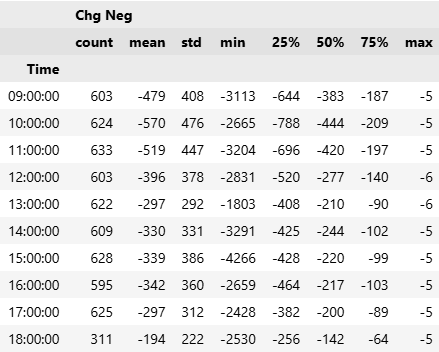 Chg Neg
count mean std min 25% 50% 75% max
Time
09:00:00 603 -479 408 -3113 -644 -383 -187 -5
10:00:00 624 -570 476 -2665 -788 -444 -209 -5
11:00:00 633 -519 447 -3204 -696 -420 -197 -5
12:00:00 603 -396 378 -2831 -520 -277 -140 -6
13:00:00 622 -297 292 -1803 -408 -210 -90 -6
14:00:00 609 -330 331 -3291 -425 -244 -102 -5
15:00:00 628 -339 386 -4266 -428 -220 -99 -5
16:00:00 595 -342 360 -2659 -464 -217 -103 -5
17:00:00 625 -297 312 -2428 -382 -200 -89 -5
18:00:00 311 -194 222 -2530 -256 -142 -64 -5